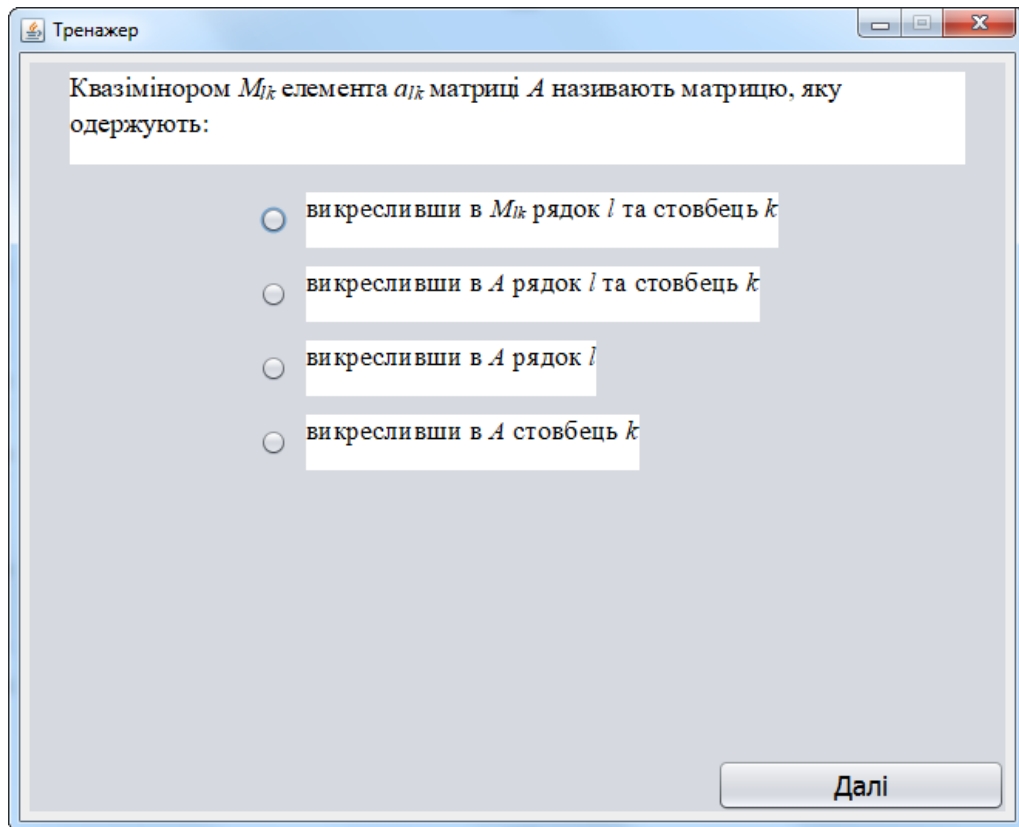 Тренажер
Квазімінором Mlk елемента alk матриці A називають матрицю, яку
одержують:
викресливши в Mlk рядок l та стовбець k
викресливши в A рядок l та стовбець k
викресливши в A рядок l
викресливши в A стовбець k
Далі